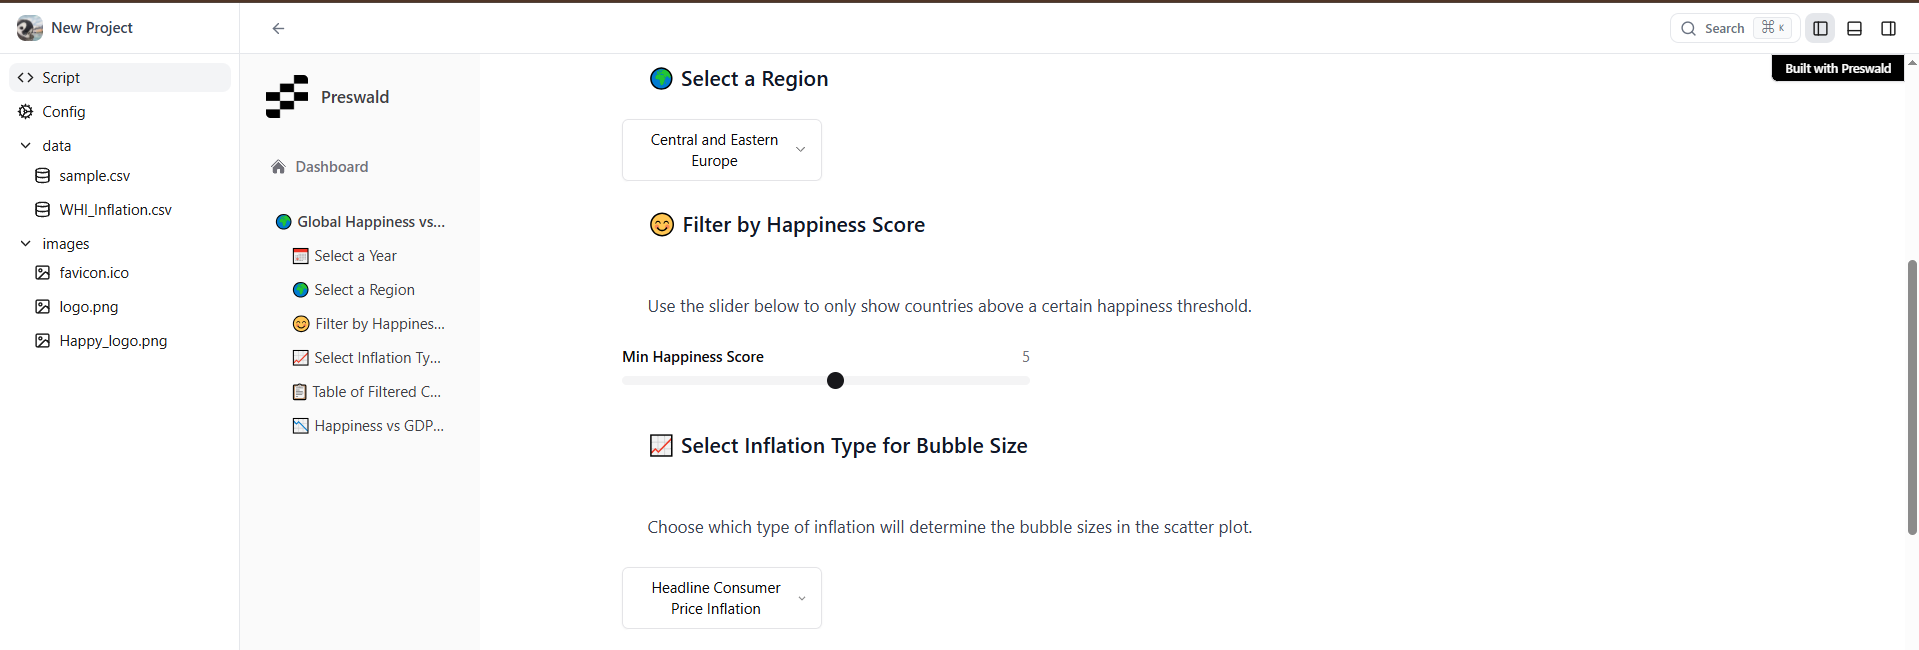 New Project
Search ⌘ K
Script
Config
data
sample.csv
WHI_Inflation.csv
images
favicon.ico
logo.png
Happy_logo.png
Preswald
Dashboard
Global Happiness vs...
Select a Year
Select a Region
Filter by Happines...
Select Inflation Ty...
Table of Filtered C...
Happiness vs GDP...
Built with Preswald
Select a Region
Central and Eastern
Europe
Filter by Happiness Score
Use the slider below to only show countries above a certain happiness threshold.
Min Happiness Score 5
Select Inflation Type for Bubble Size
Choose which type of inflation will determine the bubble sizes in the scatter plot.
Headline Consumer
Price Inflation